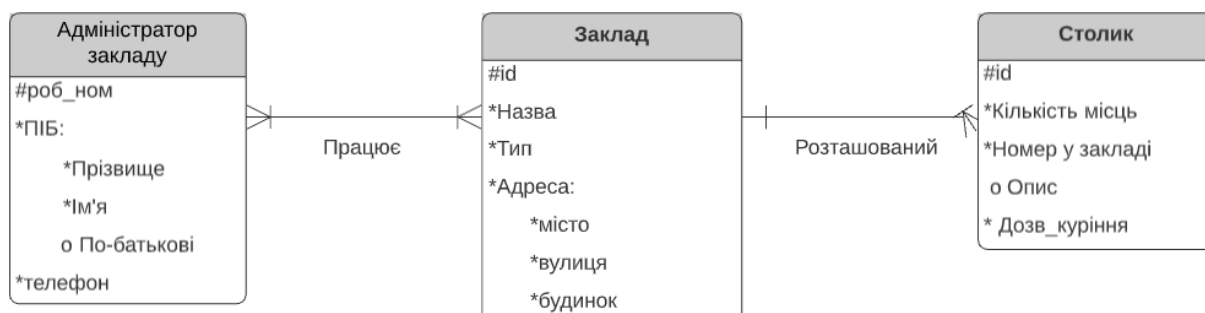 Адміністратор
закладу
#роб_ном
*ПІБ:
*Прізвище
*Ім'я
о По-батькові
*телефон
Працює
Заклад
#id
*Назва
*Тип
*Адреса:
*місто
*вулиця
*будинок
Розташований
Столик
#id
*Кількість місць
*Номер у закладі
о Опис
* Дозв_куріння